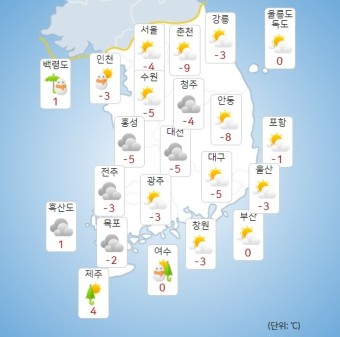 강릉
-3
울릉도
독도
0
서울
-4
춘천
-9
백령도
1
인천
-3
수원
-5
청주
-4
안동
-8
홍성
-5
대전
-5
포항
-1
대구
-5
울산
-3
전주
-3
광주
-3
흑산도
1
목포
-2
창원
-3
부산
0
여수
0
제주
4
(단위: ℃)